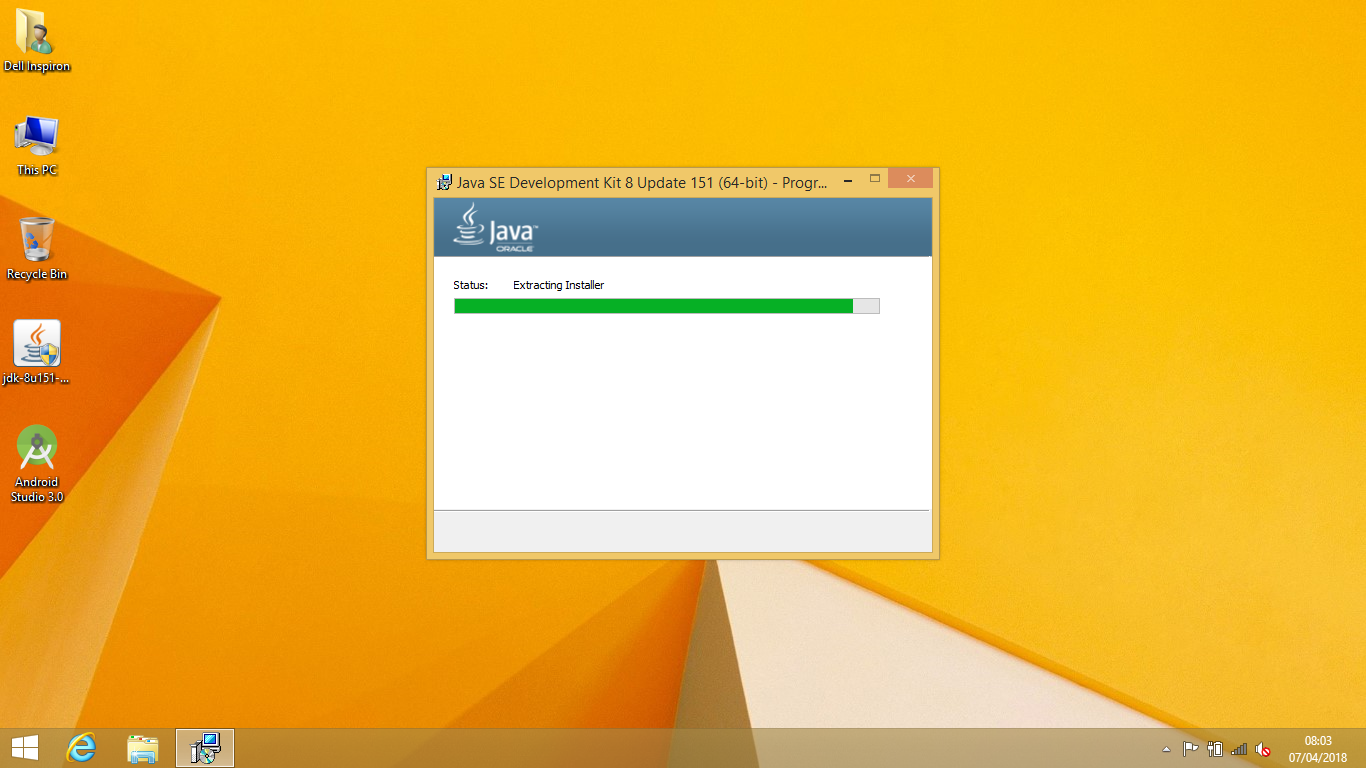 Dell Inspiron
This PC
Recycle Bin
jdk-8u151-...
Android
Studio 3.0
Java SE Development Kit 8 Update 151 (64-bit) - Progr...
Java™
ORACLE
Status: Extracting Installer
08:03
07/04/2018